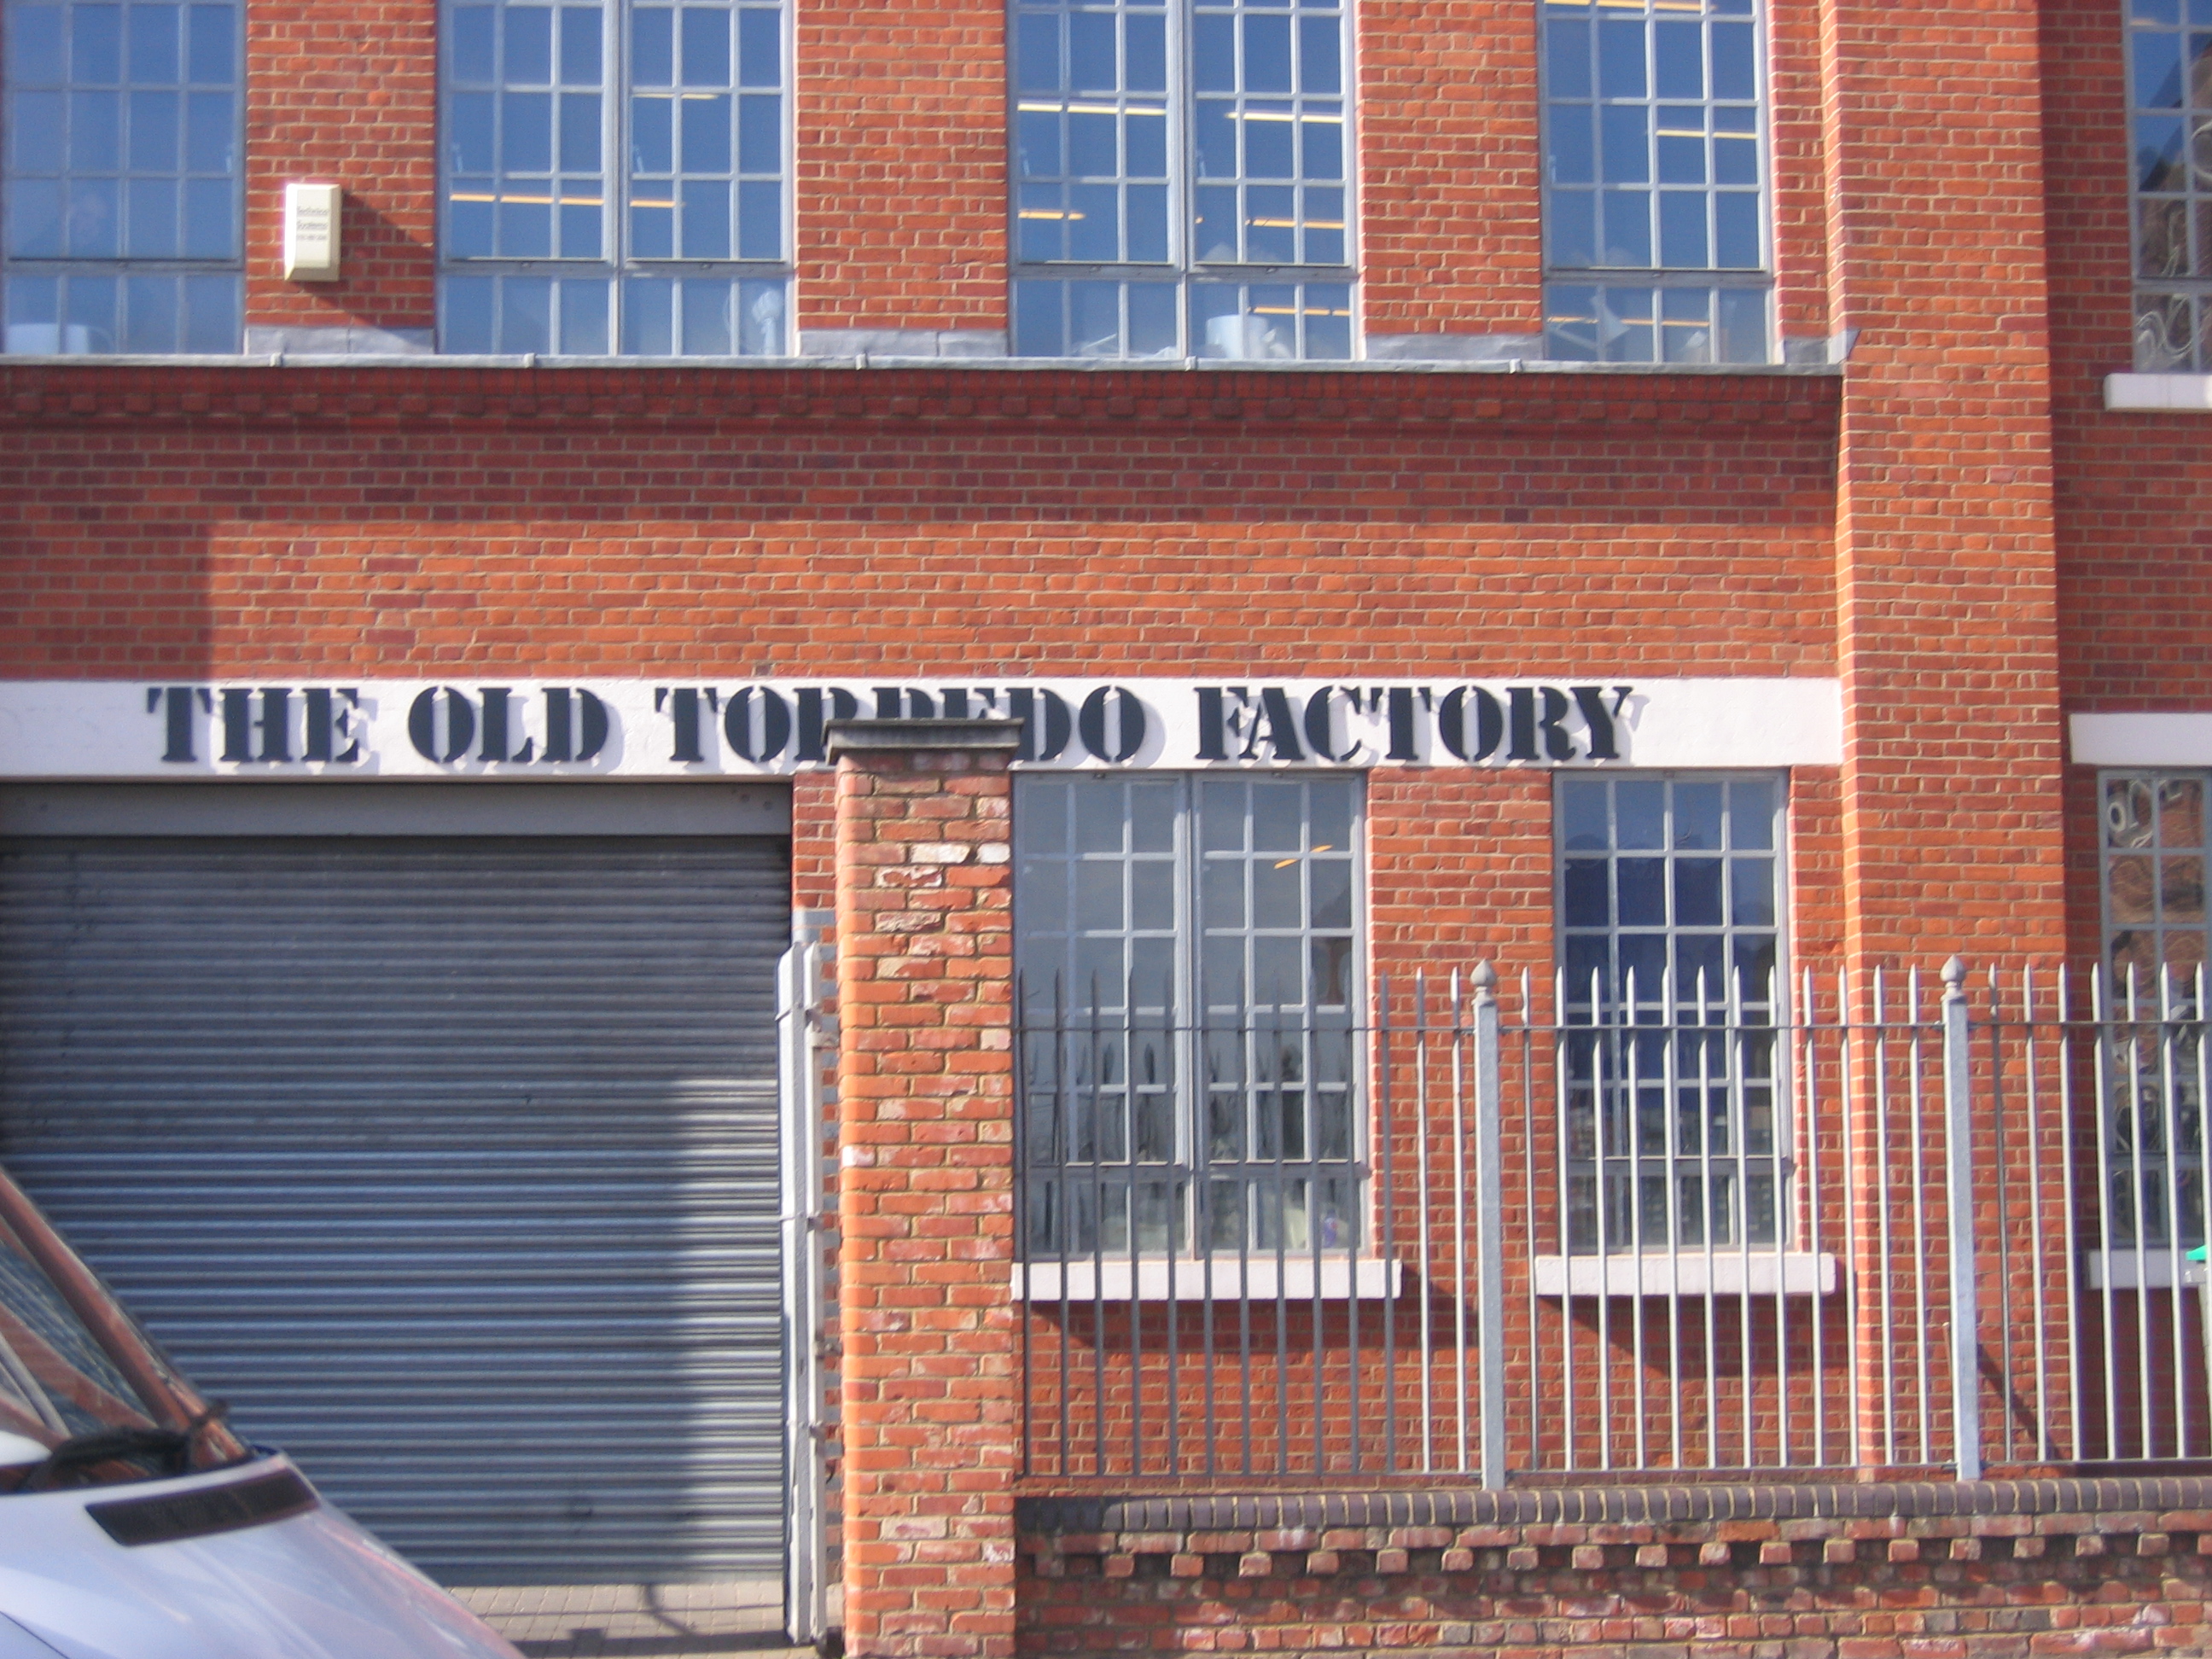 THE OLD TORPEDO FACTORY